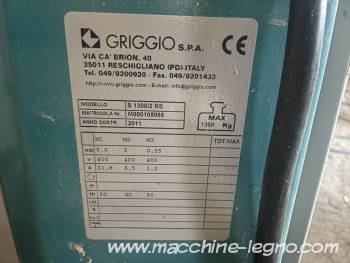 GRIGGIO S.P.A. CE
VIA CA' BRION, 40
35011 RESCHIGLIANO (PD)-ITALY
Tel. 049/9200920 - Fax. 049/9201433
http://www.griggio.com - E-mail: info@griggio.com
MODELLO S 1300/2 RS
MATRICOLA Nr. M000105066
ANNO COSTR. 2011
MAX
1300 Kg
M1 M2 M3 TOT.MAX
KW 5,5 3 0,55
V 400 400 400
A 11,8 6,5 1,3
Hz 50 50 50
www.macchine-legno.com